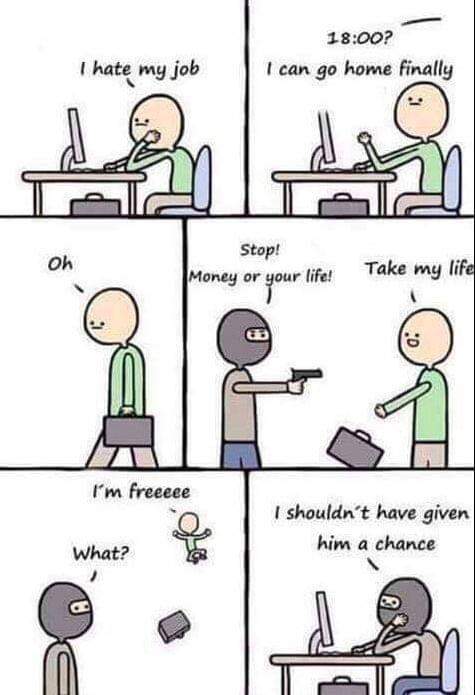 I hate my job
18:00?
I can go home finally
Oh
Stop!
Money or your life!
Take my life
I'm freeeee
What?
I shouldn't have given
him a chance